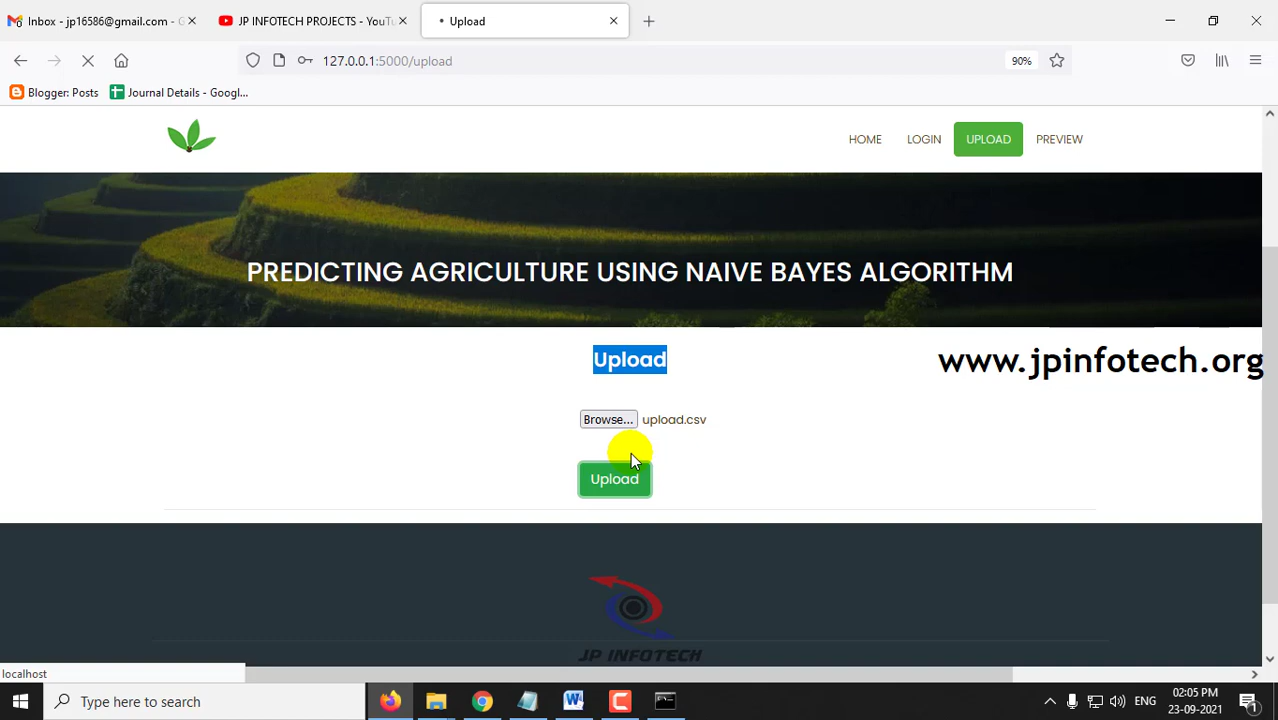 Inbox - jp16586@gmail.com - G
JP INFOTECH PROJECTS - YouTu
Upload
127.0.0.1:5000/upload
90%
Blogger: Posts
Journal Details - Googl...
HOME
LOGIN
UPLOAD
PREVIEW
PREDICTING AGRICULTURE USING NAIVE BAYES ALGORITHM
Upload
www.jpinfotech.org
Browse...
upload.csv
Upload
JP INFOTECH
localhost
Type here to search
ENG
02:05 PM
23-09-2021
1